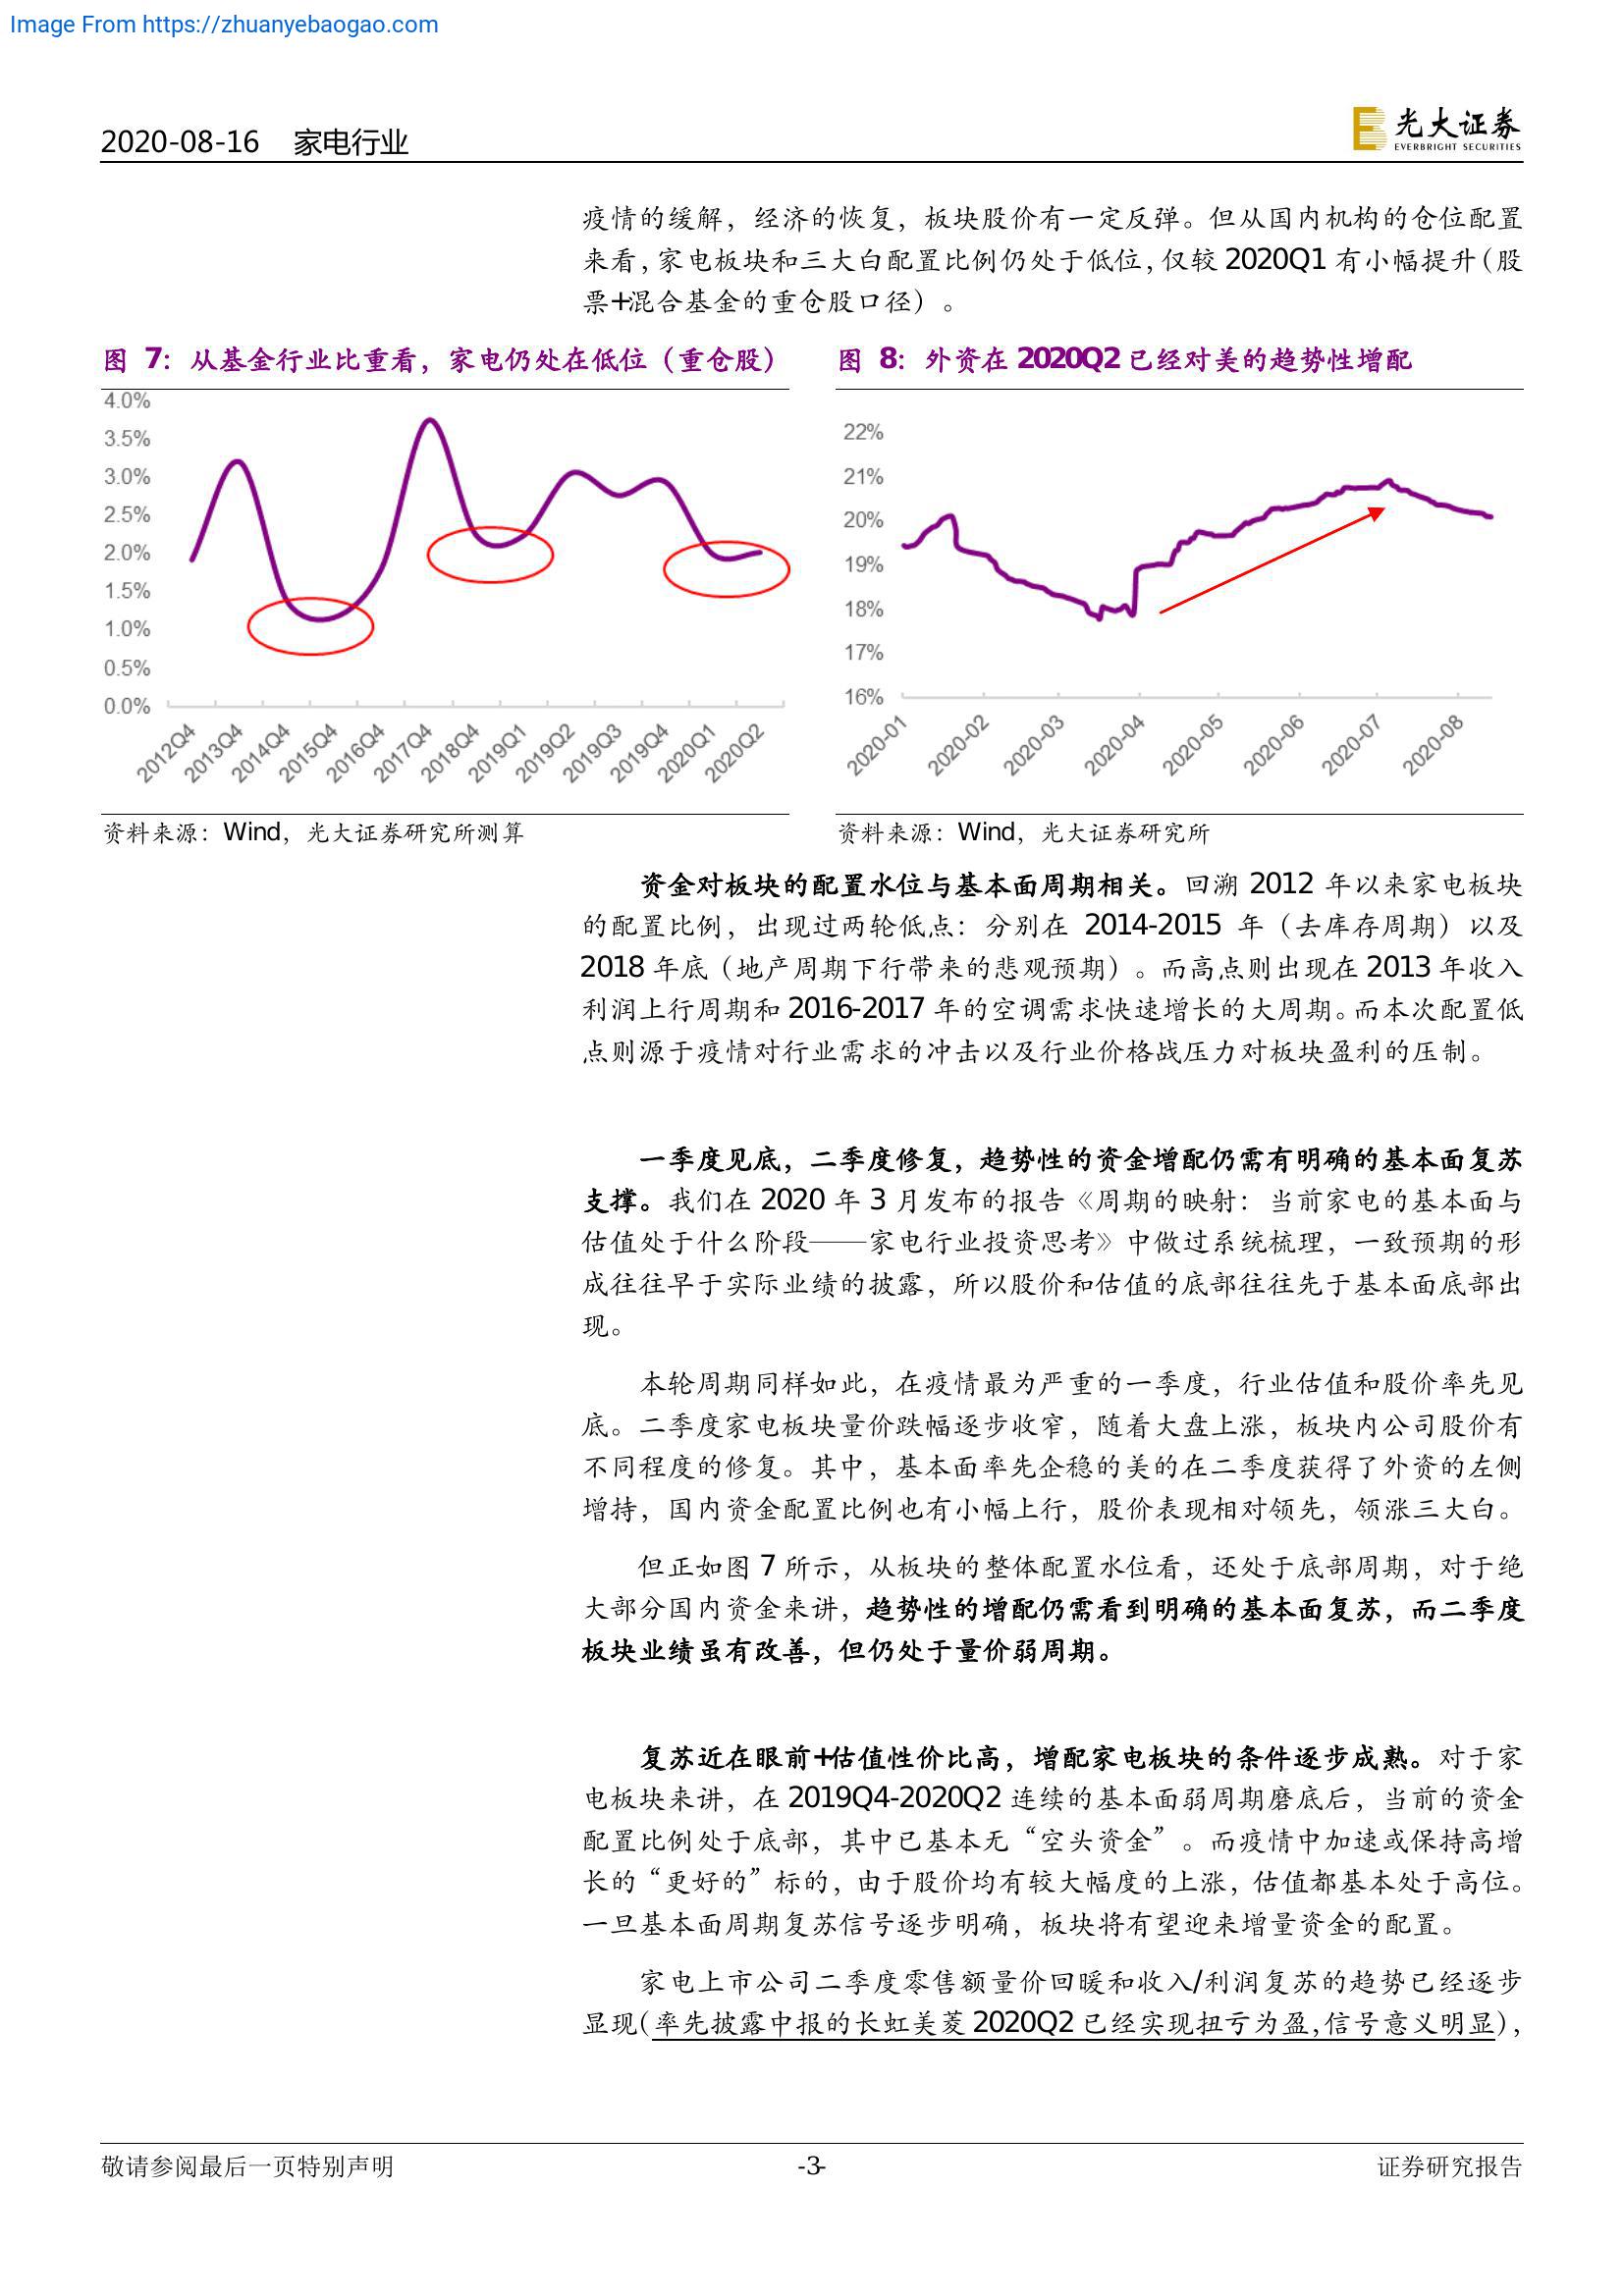 Image From https://zhuanyebaogao.com
2020-08-16 家电行业
光大证券
EVERBRIGHT SECURITIES
疫情的缓解，经济的恢复，板块股价有一定反弹。但从国内机构的仓位配置
来看，家电板块和三大白配置比例仍处于低位，仅较 2020Q1 有小幅提升（股
票+混合基金的重仓股口径）。
图 7：从基金行业比重看，家电仍处在低位（重仓股）
4.0%
3.5%
3.0%
2.5%
2.0%
1.5%
1.0%
0.5%
0.0%
2012Q4
2013Q4
2014Q4
2015Q4
2016Q4
2017Q4
2018Q4
2019Q1
2019Q2
2019Q3
2019Q4
2020Q1
2020Q2
资料来源：Wind，光大证券研究所测算
图 8：外资在 2020Q2 已经对美的趋势性增配
22%
21%
20%
19%
18%
17%
16%
2020-01
2020-02
2020-03
2020-04
2020-05
2020-06
2020-07
2020-08
资料来源：Wind，光大证券研究所
资金对板块的配置水位与基本面周期相关。回溯 2012 年以来家电板块
的配置比例，出现过两轮低点：分别在 2014-2015 年（去库存周期）以及
2018 年底（地产周期下行带来的悲观预期）。而高点则出现在 2013 年收入
利润上行周期和 2016-2017 年的空调需求快速增长的大周期。而本次配置低
点则源于疫情对行业需求的冲击以及行业价格战压力对板块盈利的压制。
一季度见底，二季度修复，趋势性的资金增配仍需有明确的基本面复苏
支撑。我们在 2020 年 3 月发布的报告《周期的映射：当前家电的基本面与
估值处于什么阶段——家电行业投资思考》中做过系统梳理，一致预期的形
成往往早于实际业绩的披露，所以股价和估值的底部往往先于基本面底部出
现。
本轮周期同样如此，在疫情最为严重的一季度，行业估值和股价率先见
底。二季度家电板块量价跌幅逐步收窄，随着大盘上涨，板块内公司股价有
不同程度的修复。其中，基本面率先企稳的美的在二季度获得了外资的左侧
增持，国内资金配置比例也有小幅上行，股价表现相对领先，领涨三大白。
但正如图 7 所示，从板块的整体配置水位看，还处于底部周期，对于绝
大部分国内资金来讲，趋势性的增配仍需看到明确的基本面复苏，而二季度
板块业绩虽有改善，但仍处于量价弱周期。
复苏近在眼前+估值性价比高，增配家电板块的条件逐步成熟。对于家
电板块来讲，在 2019Q4-2020Q2 连续的基本面弱周期磨底后，当前的资金
配置比例处于底部，其中已基本无“空头资金”。而疫情中加速或保持高增
长的“更好的”标的，由于股价均有较大幅度的上涨，估值都基本处于高位。
一旦基本面周期复苏信号逐步明确，板块将有望迎来增量资金的配置。
家电上市公司二季度零售额量价回暖和收入/利润复苏的趋势已经逐步
显现（率先披露中报的长虹美菱 2020Q2 已经实现扭亏为盈，信号意义明显），
敬请参阅最后一页特别声明
-3-
证券研究报告